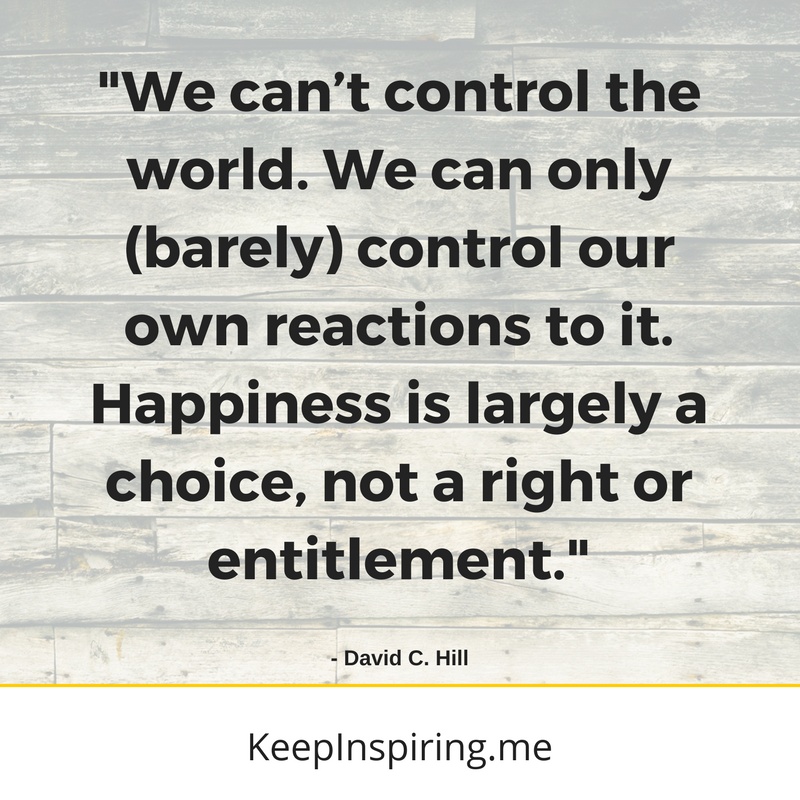 "We can’t control the
world. We can only
(barely) control our
own reactions to it.
Happiness is largely a
choice, not a right or
entitlement."
- David C. Hill
KeepInspiring.me